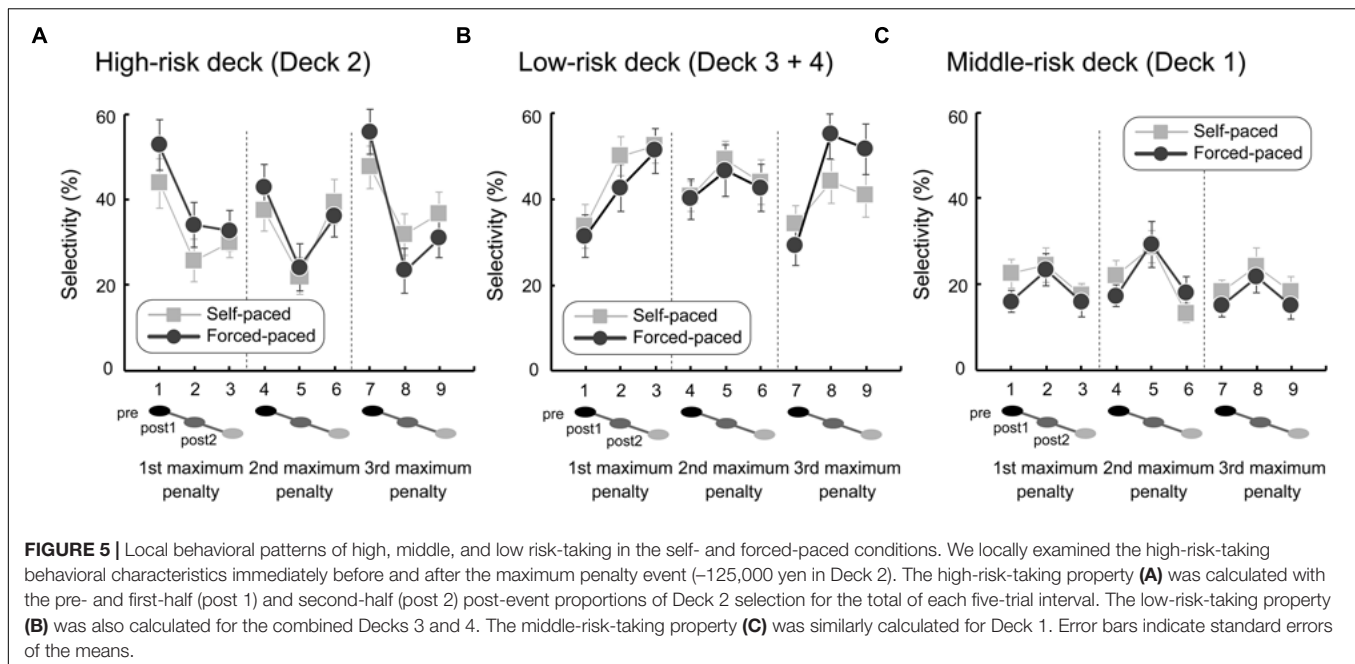 A
High-risk deck (Deck 2)
60
40
20
0
Selectivity (%)
Self-paced
Forced-paced
1 2 3 4 5 6 7 8 9
pre
post1
post2
1st maximum penalty
2nd maximum penalty
3rd maximum penalty
B
Low-risk deck (Deck 3 + 4)
60
40
20
0
Selectivity (%)
Self-paced
Forced-paced
1 2 3 4 5 6 7 8 9
pre
post1
post2
1st maximum penalty
2nd maximum penalty
3rd maximum penalty
C
Middle-risk deck (Deck 1)
60
40
20
0
Selectivity (%)
Self-paced
Forced-paced
1 2 3 4 5 6 7 8 9
pre
post1
post2
1st maximum penalty
2nd maximum penalty
3rd maximum penalty
FIGURE 5 | Local behavioral patterns of high, middle, and low risk-taking in the self- and forced-paced conditions. We locally examined the high-risk-taking
behavioral characteristics immediately before and after the maximum penalty event (–125,000 yen in Deck 2). The high-risk-taking property (A) was calculated with
the pre- and first-half (post 1) and second-half (post 2) post-event proportions of Deck 2 selection for the total of each five-trial interval. The low-risk-taking property
(B) was also calculated for the combined Decks 3 and 4. The middle-risk-taking property (C) was similarly calculated for Deck 1. Error bars indicate standard errors
of the means.